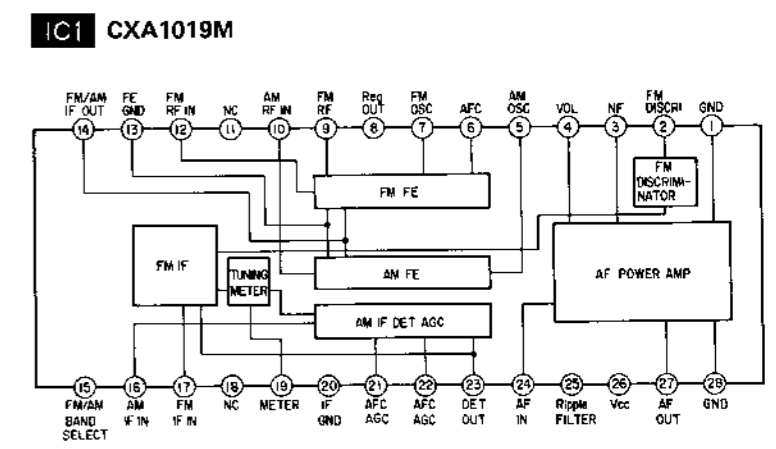 IC1 CXA1019M
FM/AM
IF OUT
FE
GND
FM
RF IN
NC
AM
RF IN
FM
RF
Reg
OUT
FM
OSC
AFC
AM
OSC
VOL
NF
FM
DISCRI
GND
14
13
12
11
10
9
8
7
6
5
4
3
2
1
FM FE
FM
DISCRIMI-
NATOR
FM IF
TUNING
METER
AM FE
AF POWER AMP
AM IF DET AGC
15
16
17
18
19
20
21
22
23
24
25
26
27
28
FM/AM
BAND
SELECT
AM
IF IN
FM
IF IN
NC
METER
IF
GND
AFC
AGC
AFC
AGC
DET
OUT
AF
IN
Ripple
FILTER
Vcc
AF
OUT
GND